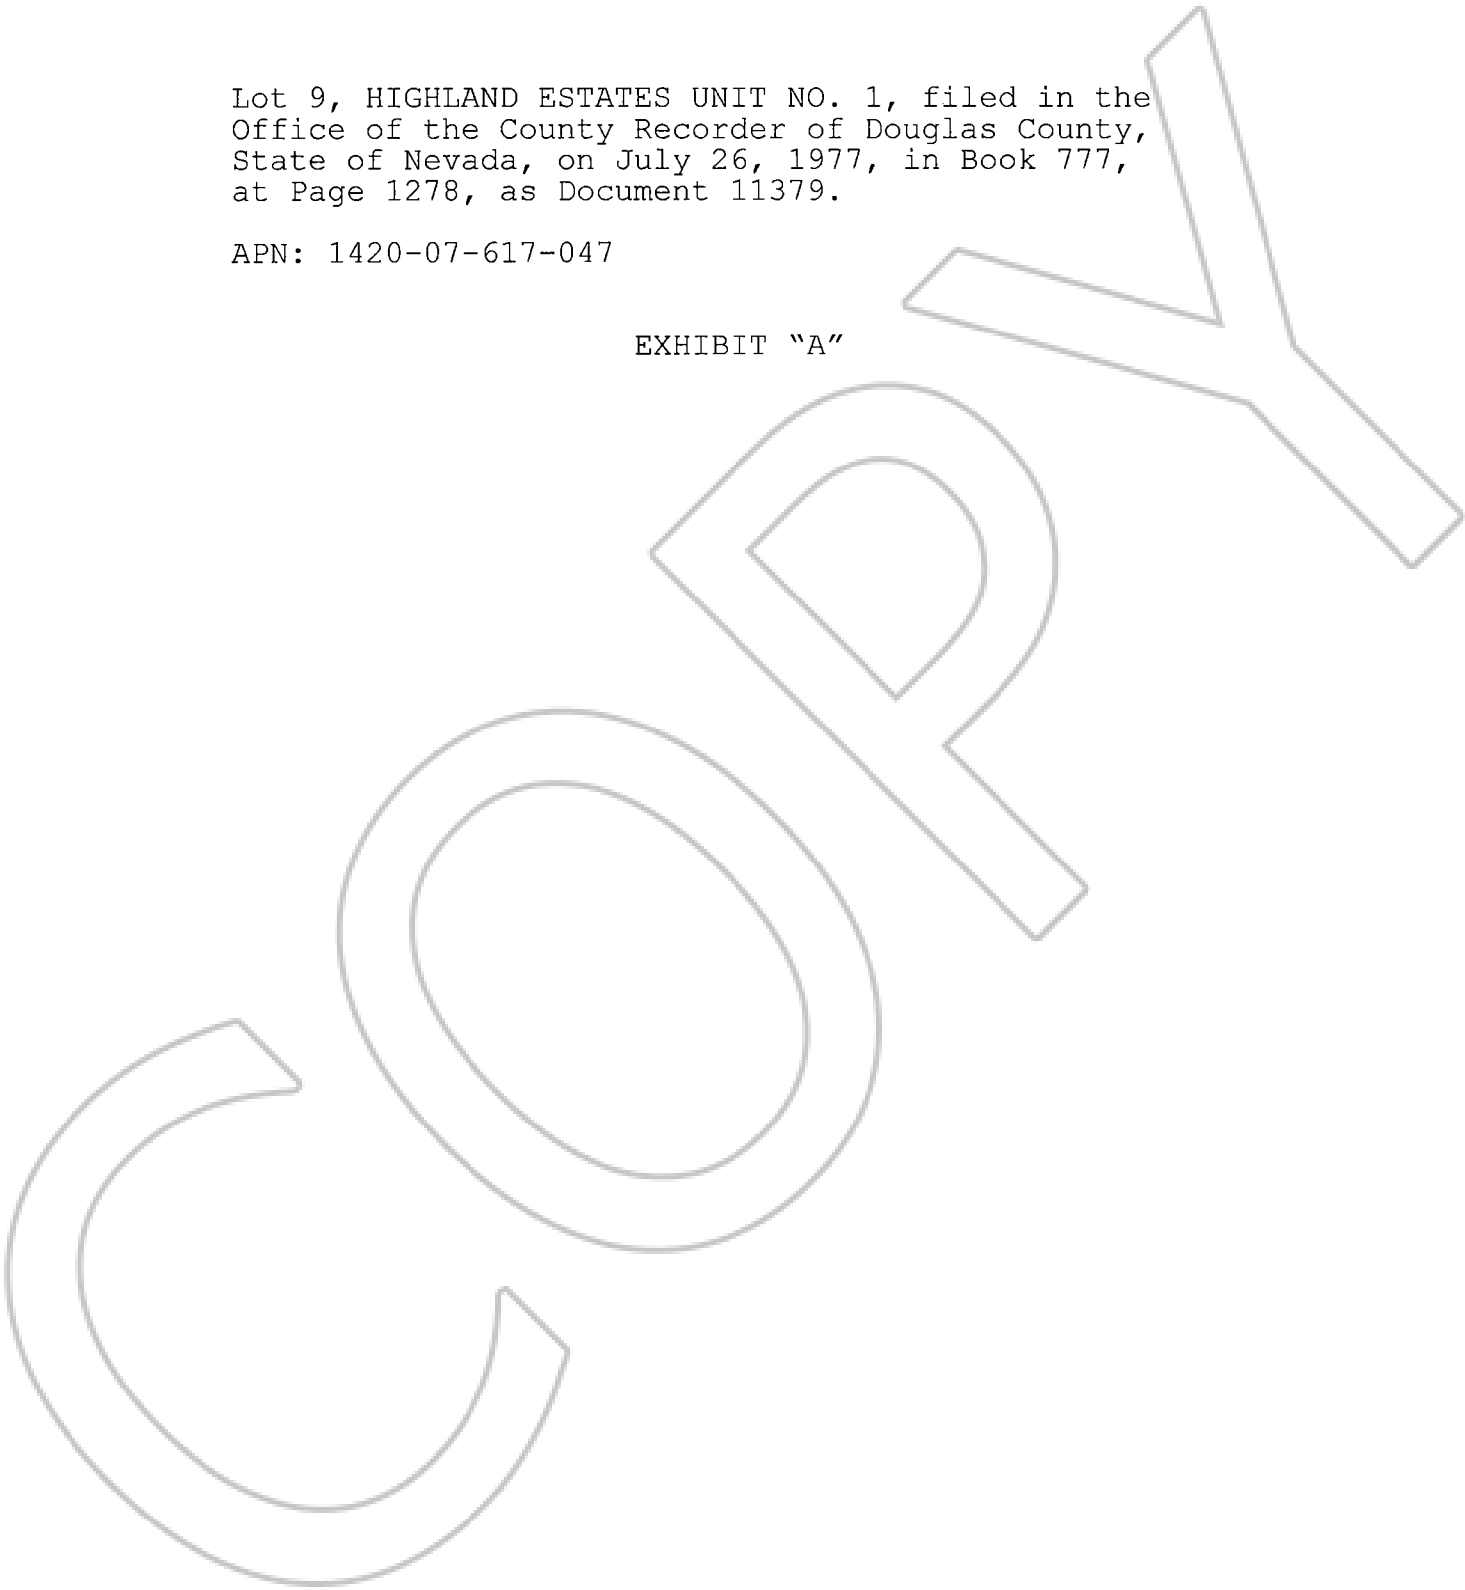 Lot 9, HIGHLAND ESTATES UNIT NO. 1, filed in the
Office of the County Recorder of Douglas County,
State of Nevada, on July 26, 1977, in Book 777,
at Page 1278, as Document 11379.
APN: 1420-07-617-047
EXHIBIT “A”
COPY